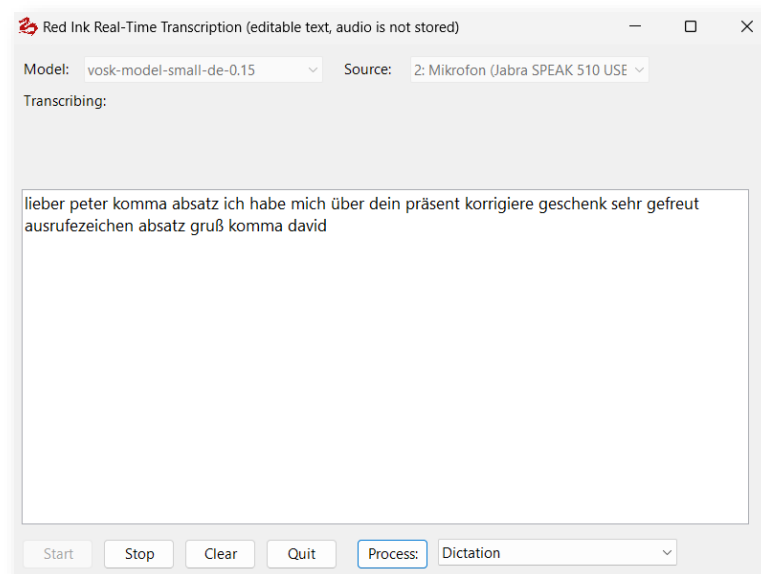 Red Ink Real-Time Transcription (editable text, audio is not stored)
Model: vosk-model-small-de-0.15 Source: 2: Mikrofon (Jabra SPEAK 510 USE
Transcribing:
lieber peter komma absatz ich habe mich über dein präsent korrigiere geschenk sehr gefreut
ausrufezeichen absatz gruß komma david
Start Stop Clear Quit Process: Dictation